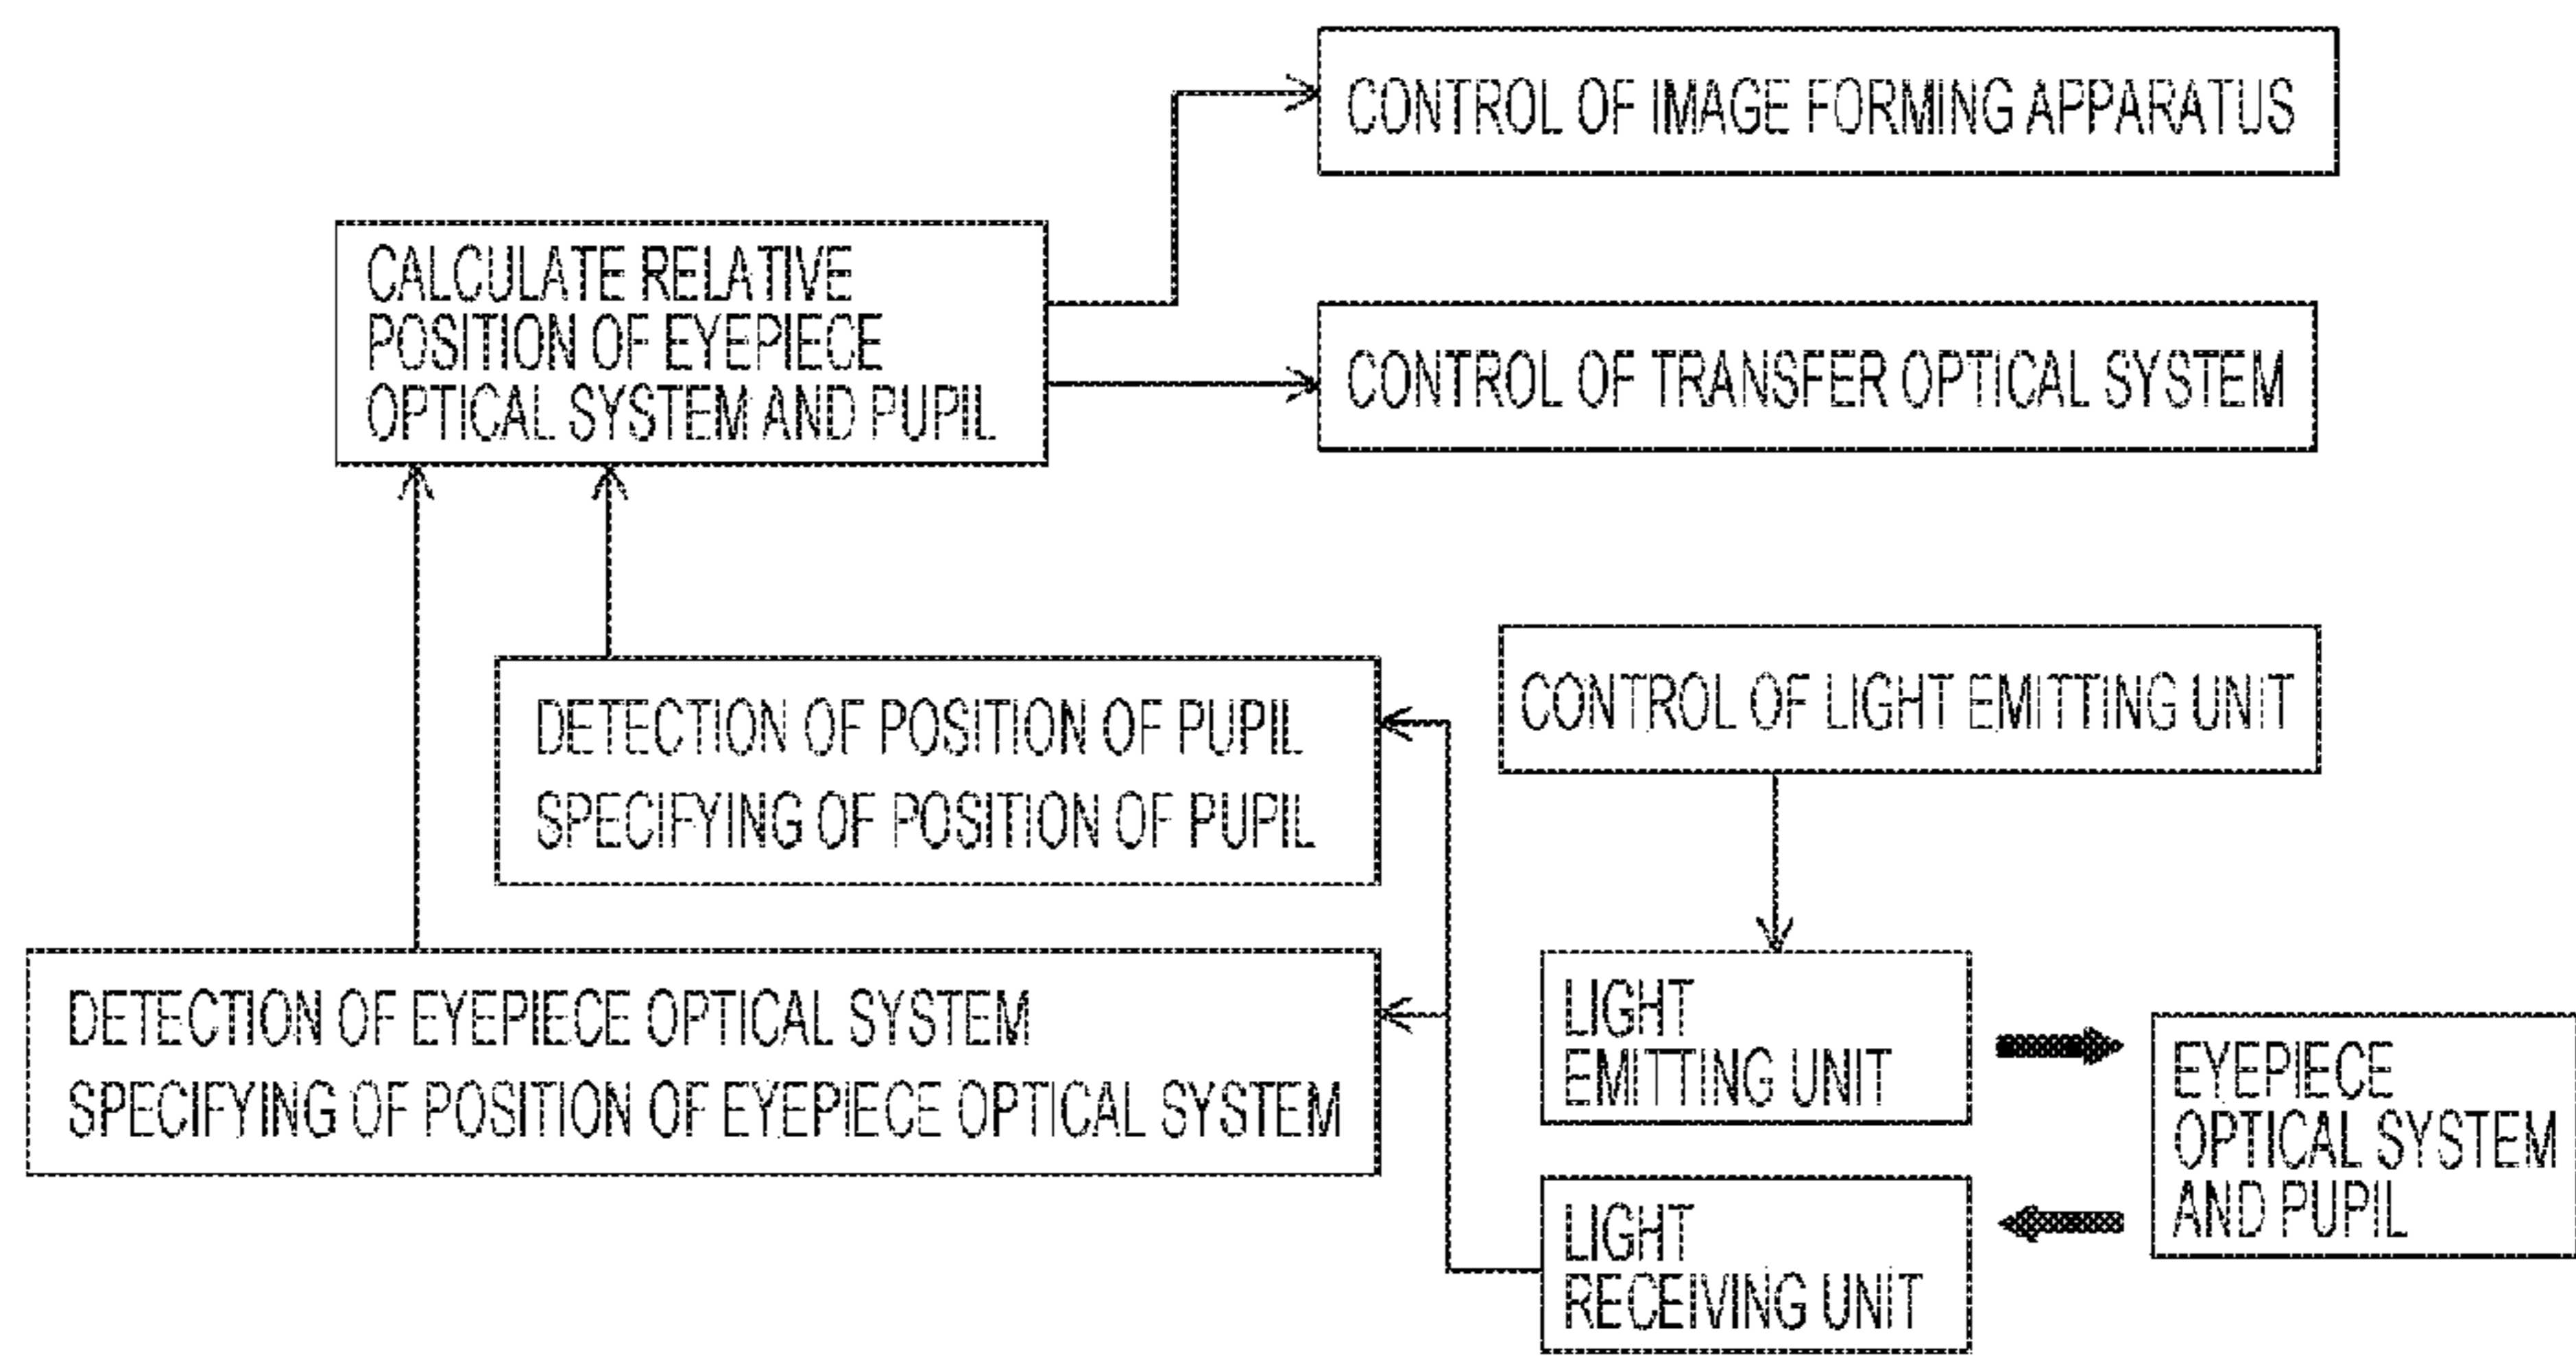 CONTROL OF IMAGE FORMING APPARATUS
CALCULATE RELATIVE
POSITION OF EYEPIECE
OPTICAL SYSTEM AND PUPIL
CONTROL OF TRANSFER OPTICAL SYSTEM
DETECTION OF POSITION OF PUPIL
SPECIFYING OF POSITION OF PUPIL
CONTROL OF LIGHT EMITTING UNIT
DETECTION OF EYEPIECE OPTICAL SYSTEM
SPECIFYING OF POSITION OF EYEPIECE OPTICAL SYSTEM
LIGHT
EMITTING UNIT
EYEPIECE
OPTICAL SYSTEM
AND PUPIL
LIGHT
RECEIVING UNIT